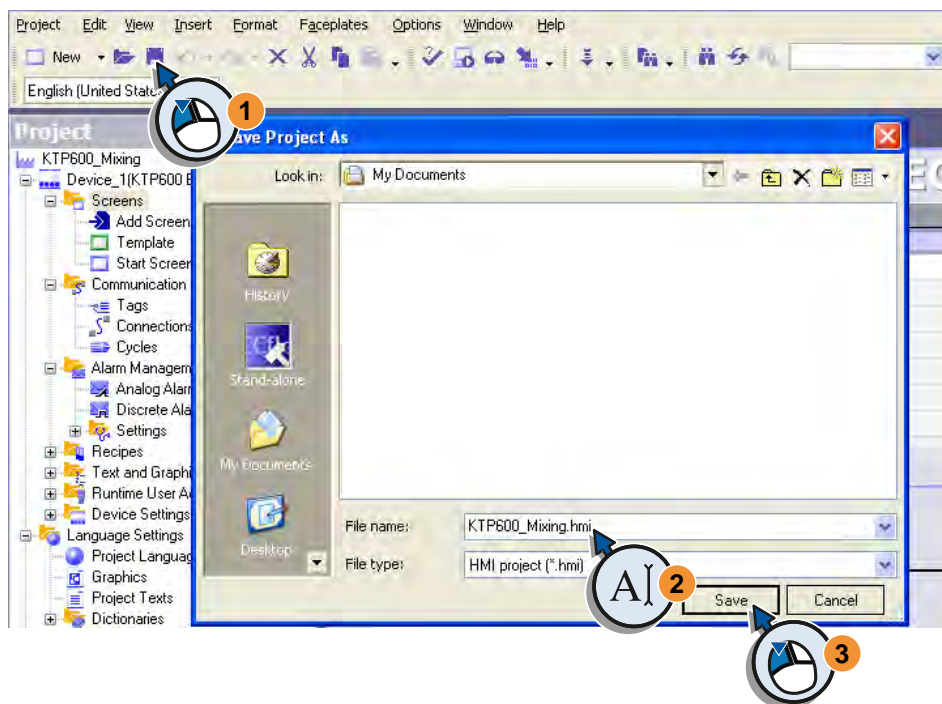 Project Edit View Insert Format Faceplates Options Window Help
New
English (United State
1
Project
ave Project As
KTP600_Mixing
Look in: My Documents
Device_1(KTP600 B
Screens
Add Screen
Template
Start Screen
History
Communication
Tags
Connections
Cycles
Stand-alone
Alarm Managem
Analog Alarm
Discrete Ala
Settings
My Documents
Recipes
Text and Graphi
Runtime User A
Device Settings
File name: KTP600_Mixing.hmi
Language Settings
Desktop
Project Languag
File type: HMI project (*.hmi)
Graphics
A
2
Project Texts
Save Cancel
Dictionaries
3